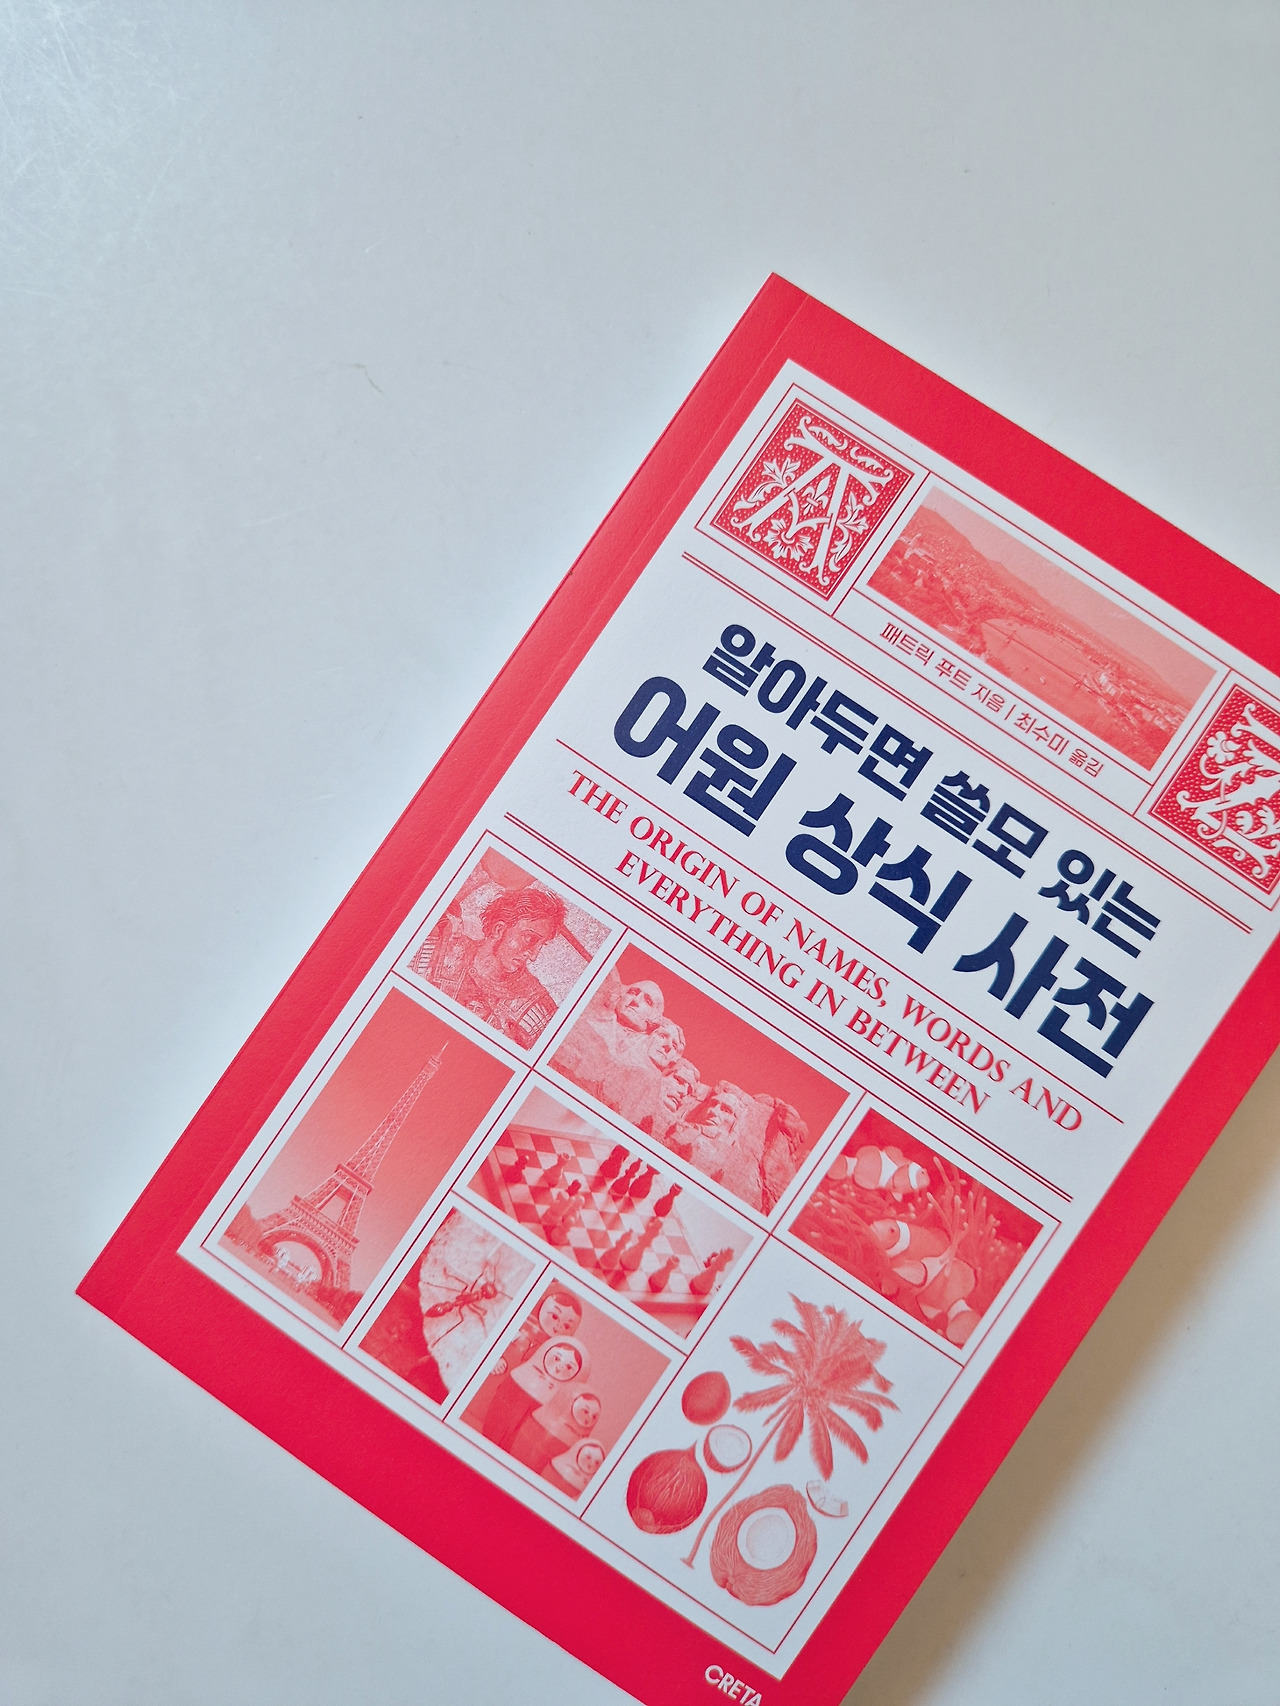 A
패트릭 푸트 지음 | 최수미 옮김
Z
알아두면 쓸모 있는
어원 상식 사전
THE ORIGIN OF NAMES, WORDS AND
EVERYTHING IN BETWEEN
CRETA